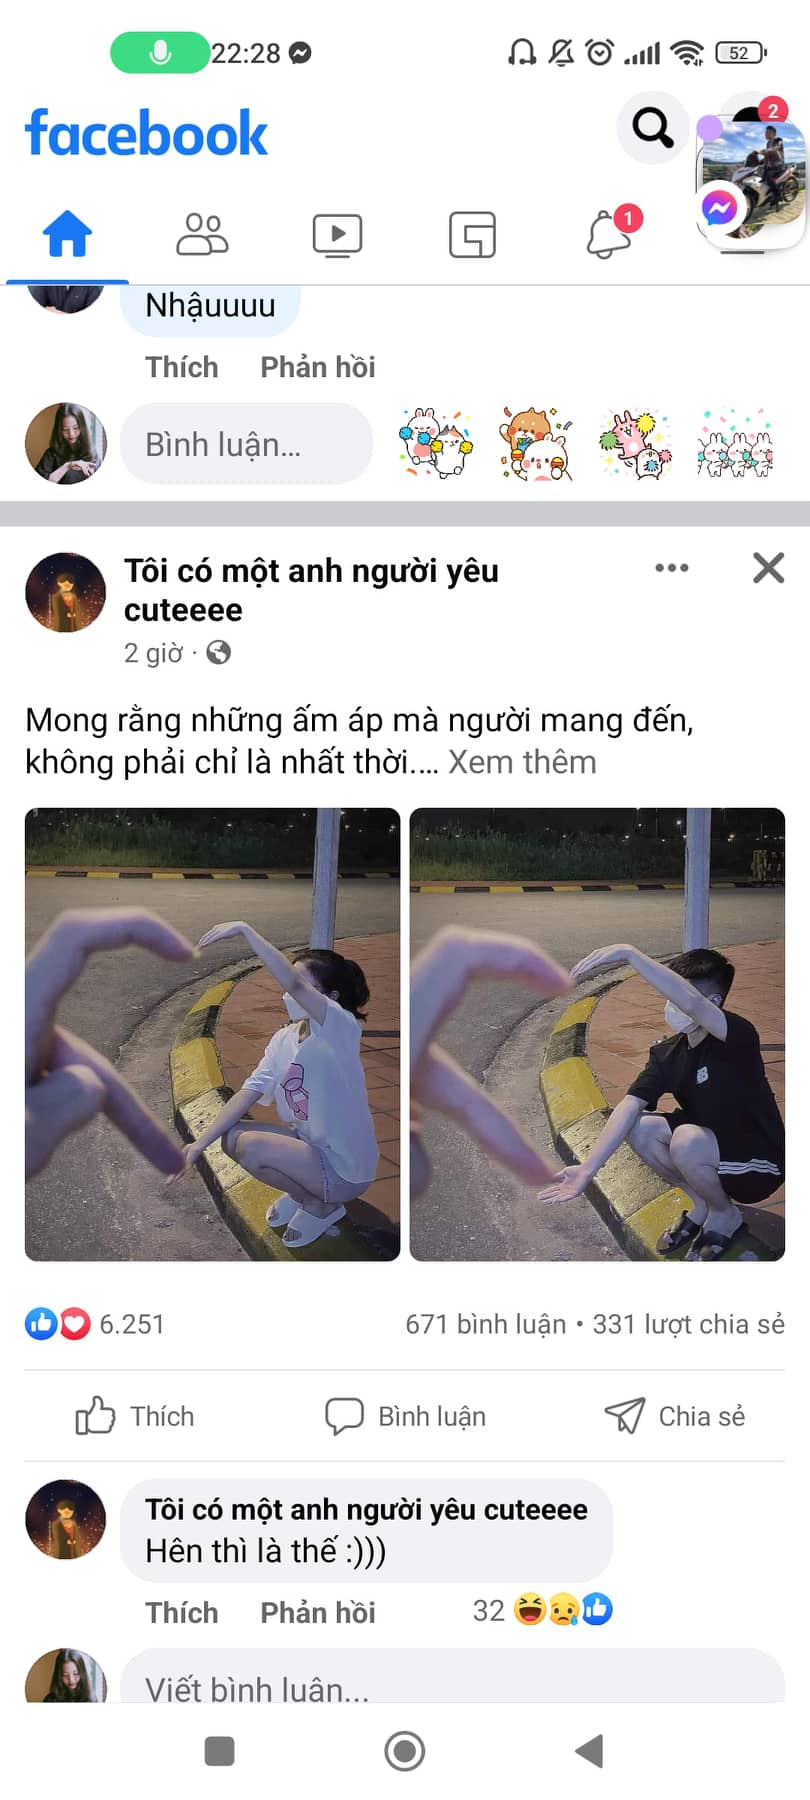 22:28
52
facebook
2
1
Nhậuuuu
Thích Phản hồi
Bình luận...
Tôi có một anh người yêu
cuteeee
2 giờ ·
Mong rằng những ấm áp mà người mang đến,
không phải chỉ là nhất thời.... Xem thêm
6.251 671 bình luận • 331 lượt chia sẻ
Thích Bình luận Chia sẻ
Tôi có một anh người yêu cuteeee
Hên thì là thế :)))
Thích Phản hồi 32
Viết bình luận...